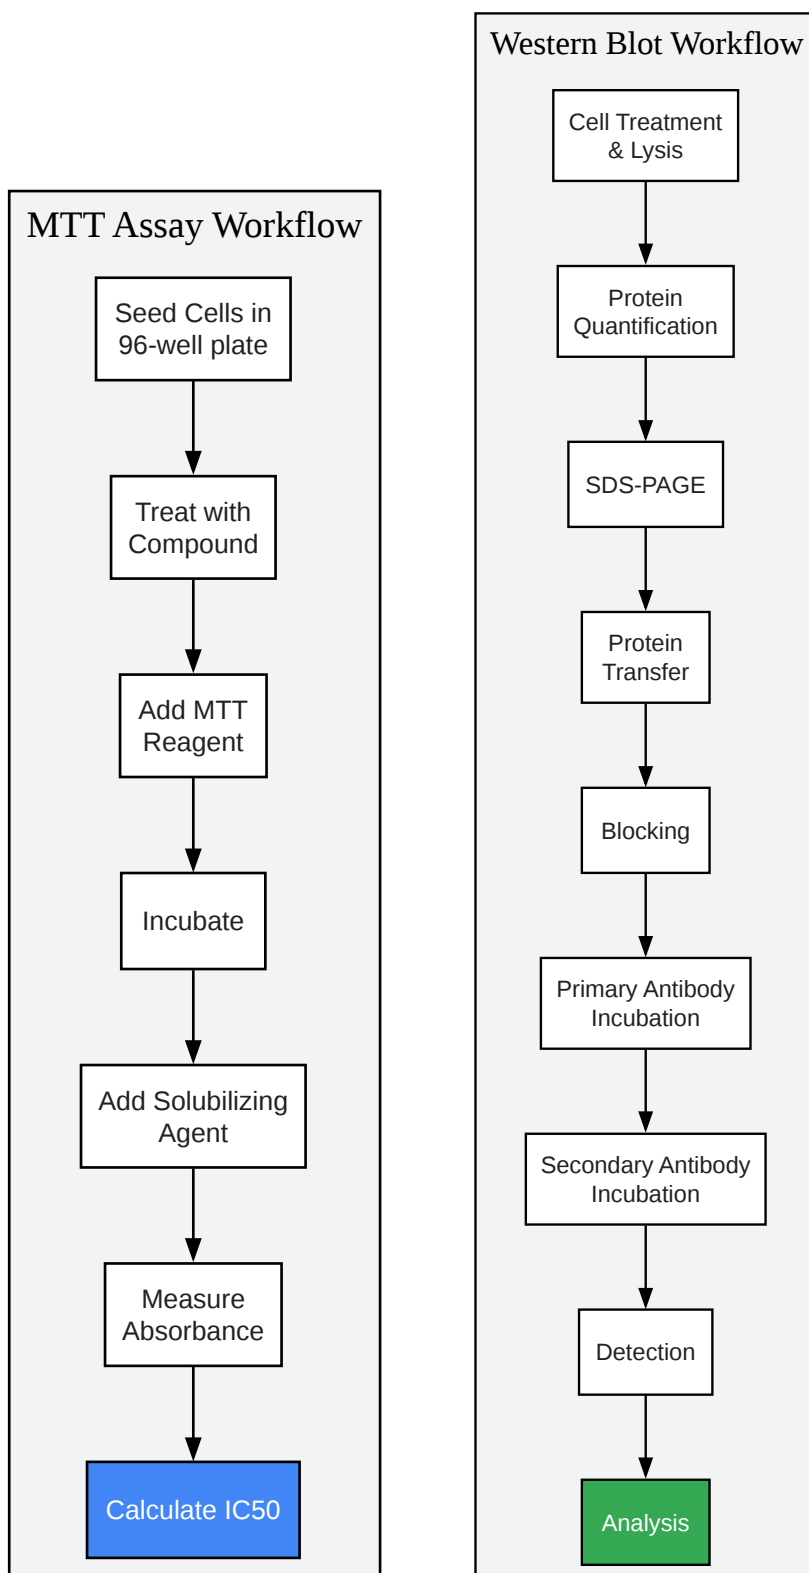 MTT Assay Workflow
Seed Cells in
96-well plate
Treat with
Compound
Add MTT
Reagent
Incubate
Add Solubilizing
Agent
Measure
Absorbance
Calculate IC50
Western Blot Workflow
Cell Treatment
& Lysis
Protein
Quantification
SDS-PAGE
Protein
Transfer
Blocking
Primary Antibody
Incubation
Secondary Antibody
Incubation
Detection
Analysis